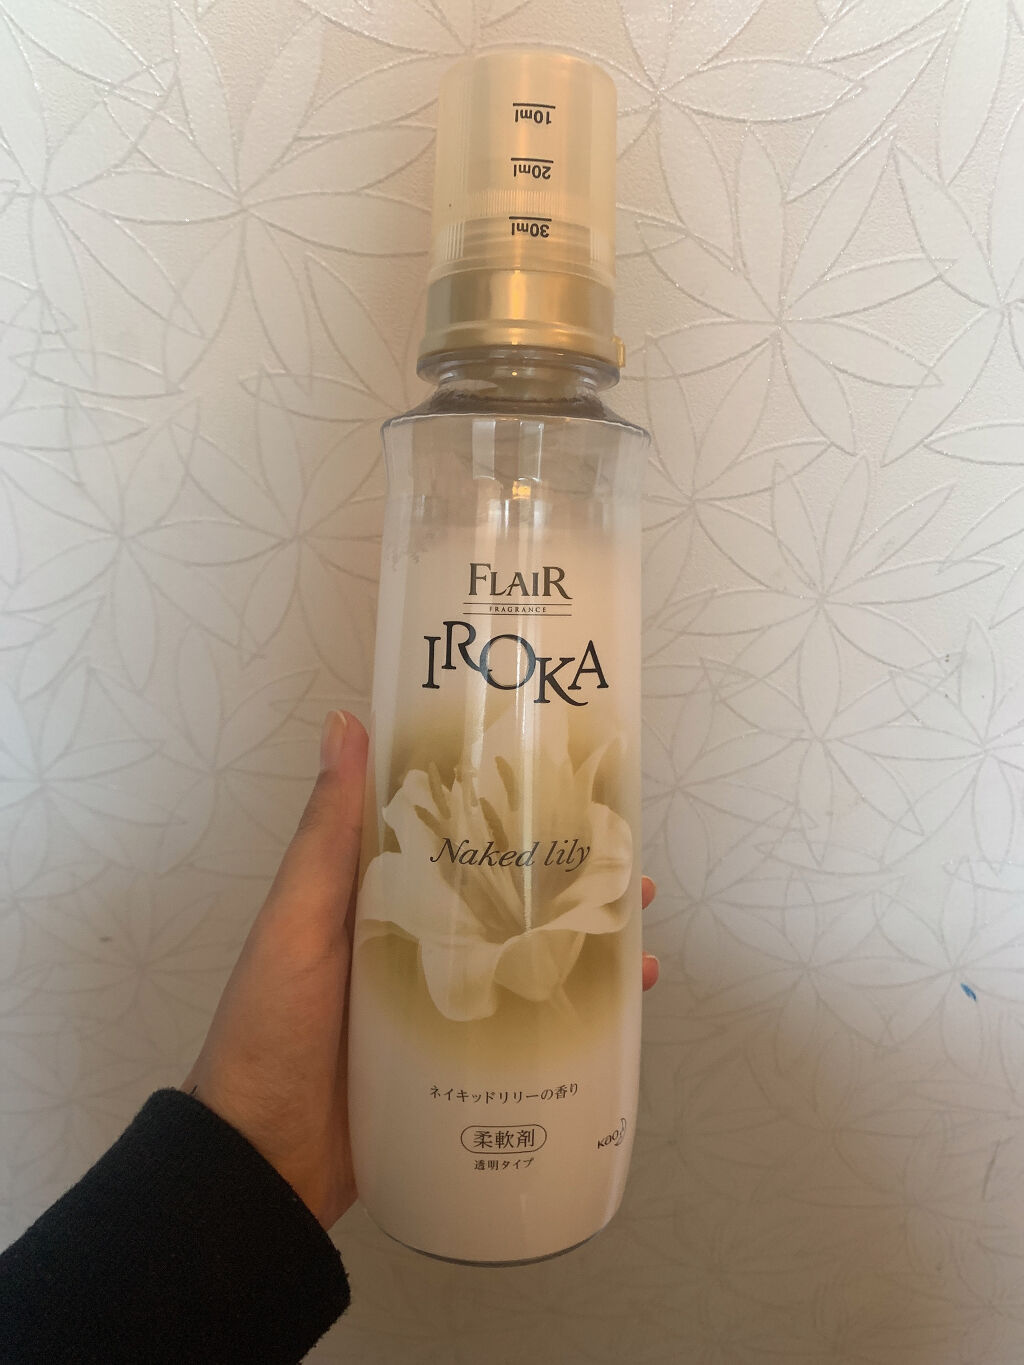 10ml
20ml
30ml
FLAIR
FRAGRANCE
IROKA
Naked lily
ネイキッドリリーの香り
柔軟剤
透明タイプ
KAO